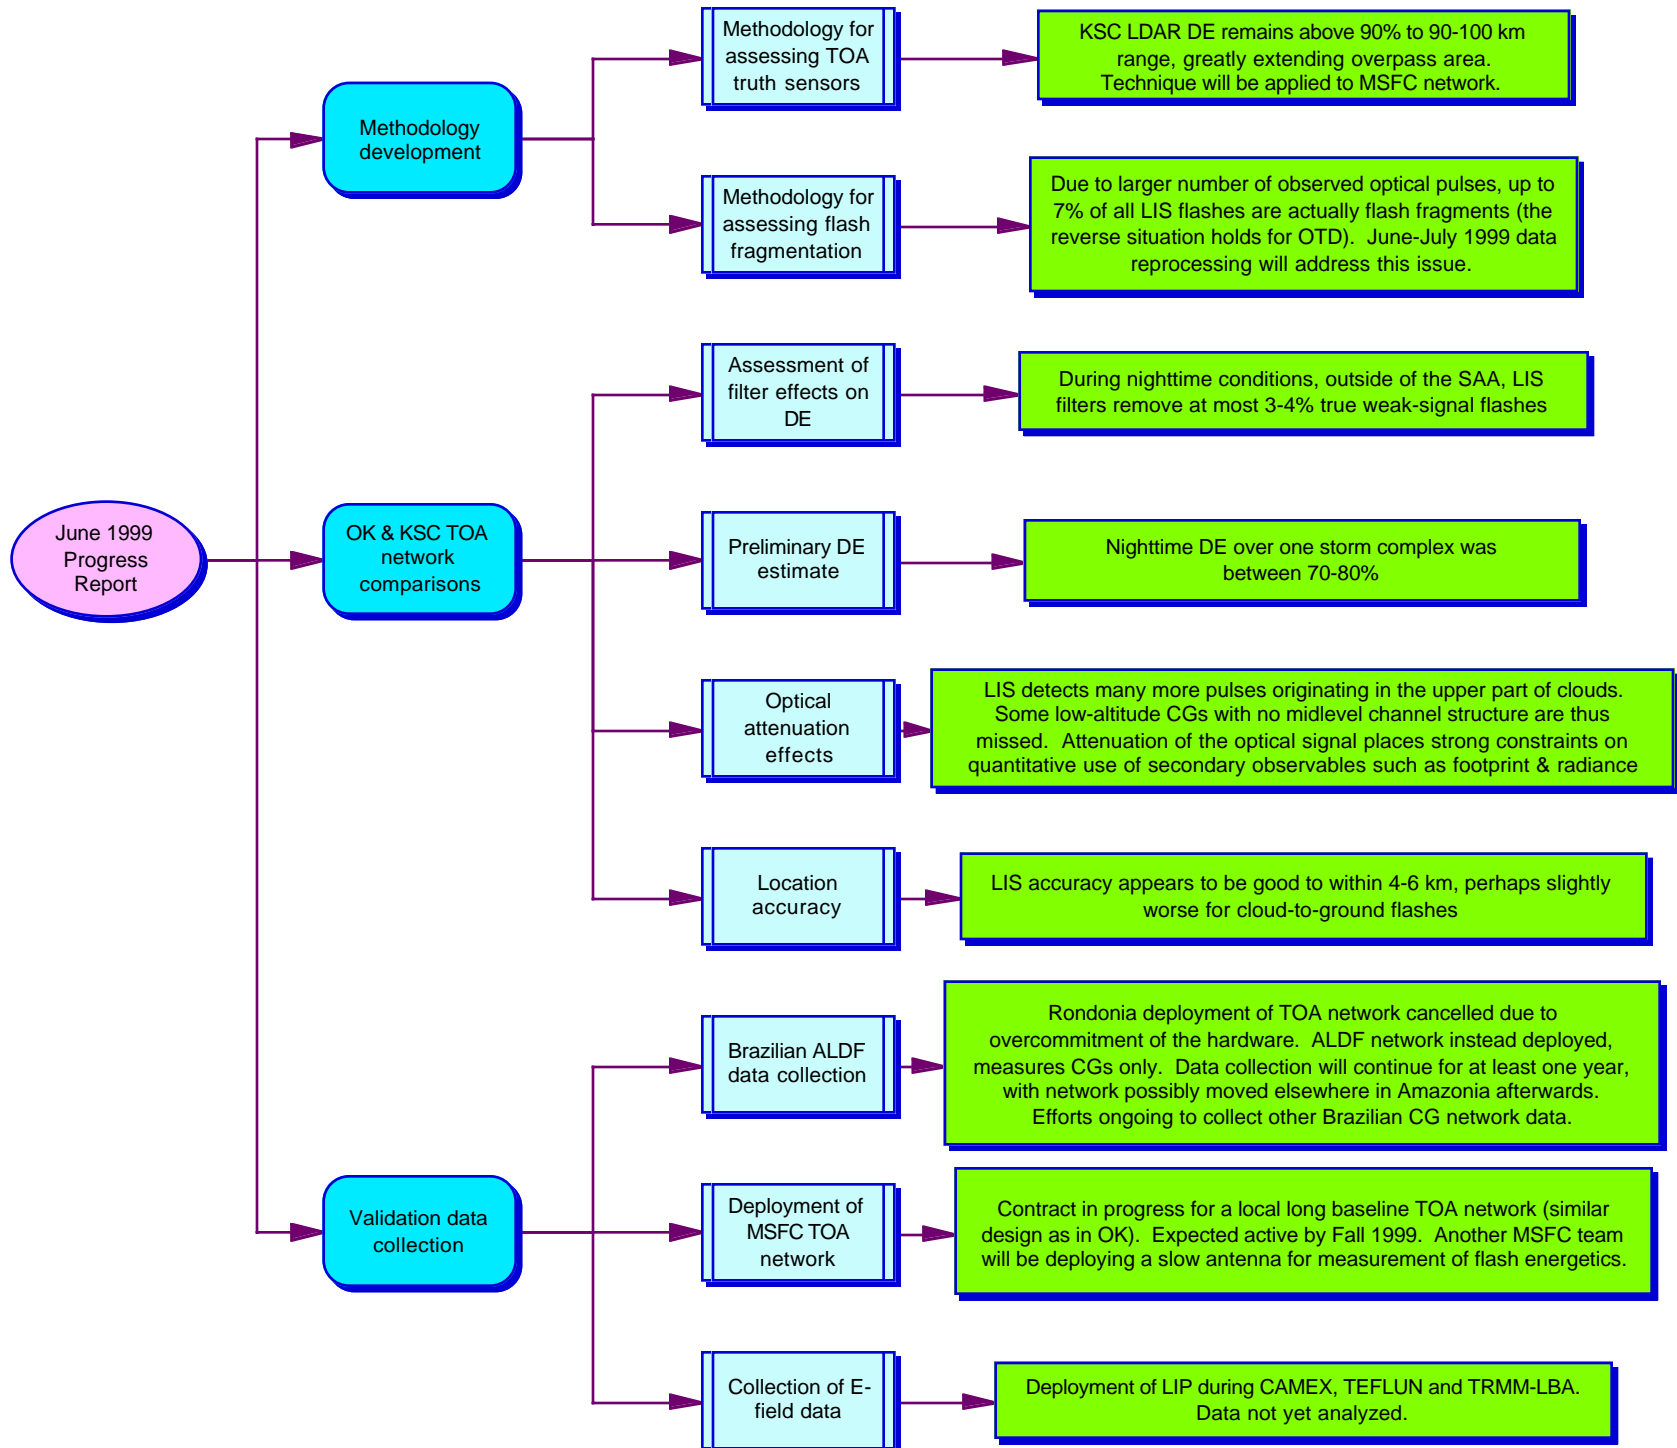 June 1999
Progress
Report
Methodology
development
Methodology for
assessing TOA
truth sensors
KSC LDAR DE remains above 90% to 90-100 km
range, greatly extending overpass area.
Technique will be applied to MSFC network.
Methodology for
assessing flash
fragmentation
Due to larger number of observed optical pulses, up to
7% of all LIS flashes are actually flash fragments (the
reverse situation holds for OTD).  June-July 1999 data
reprocessing will address this issue.
OK & KSC TOA
network
comparisons
Assessment of
filter effects on
DE
During nighttime conditions, outside of the SAA, LIS
filters remove at most 3-4% true weak-signal flashes
Preliminary DE
estimate
Nighttime DE over one storm complex was
between 70-80%
Optical
attenuation
effects
LIS detects many more pulses originating in the upper part of clouds.
Some low-altitude CGs with no midlevel channel structure are thus
missed.  Attenuation of the optical signal places strong constraints on
quantitative use of secondary observables such as footprint & radiance
Location
accuracy
LIS accuracy appears to be good to within 4-6 km, perhaps slightly
worse for cloud-to-ground flashes
Validation data
collection
Brazilian ALDF
data collection
Rondonia deployment of TOA network cancelled due to
overcommitment of the hardware.  ALDF network instead deployed,
measures CGs only.  Data collection will continue for at least one year,
with network possibly moved elsewhere in Amazonia afterwards.
Efforts ongoing to collect other Brazilian CG network data.
Deployment of
MSFC TOA
network
Contract in progress for a local long baseline TOA network (similar
design as in OK).  Expected active by Fall 1999.  Another MSFC team
will be deploying a slow antenna for measurement of flash energetics.
Collection of E-
field data
Deployment of LIP during CAMEX, TEFLUN and TRMM-LBA.
Data not yet analyzed.